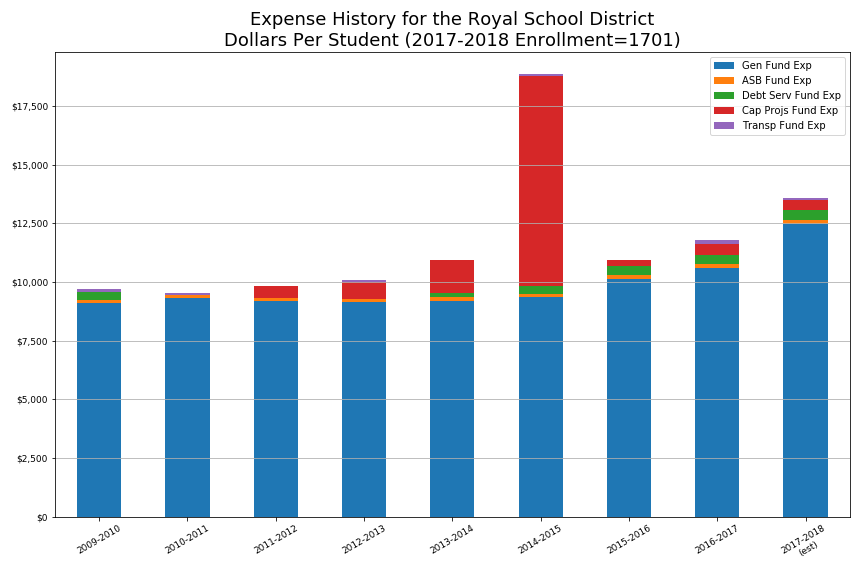 Expense History for the Royal School District
Dollars Per Student (2017-2018 Enrollment=1701)
Gen Fund Exp
ASB Fund Exp
Debt Serv Fund Exp
Cap Projs Fund Exp
Transp Fund Exp
$17,500
$15,000
$12,500
$10,000
$7,500
$5,000
$2,500
$0
2009-2010
2010-2011
2011-2012
2012-2013
2013-2014
2014-2015
2015-2016
2016-2017
2017-2018
(est)